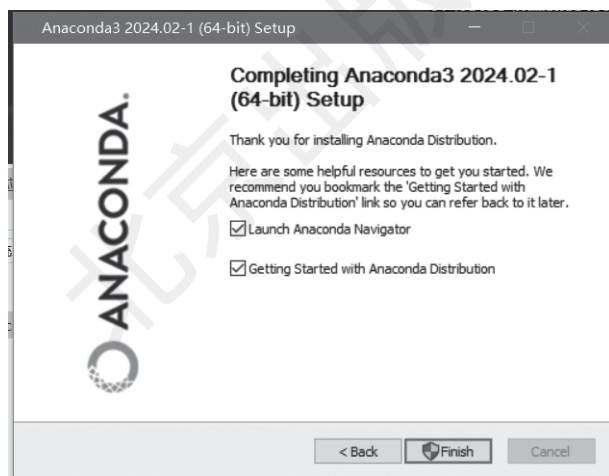 Anaconda3 2024.02-1 (64-bit) Setup
Completing Anaconda3 2024.02-1
(64-bit) Setup
Thank you for installing Anaconda Distribution.
Here are some helpful resources to get you started. We
recommend you bookmark the 'Getting Started with
Anaconda Distribution' link so you can refer back to it later.
Launch Anaconda Navigator
Getting Started with Anaconda Distribution
ANACONDA.
< Back
Finish
Cancel